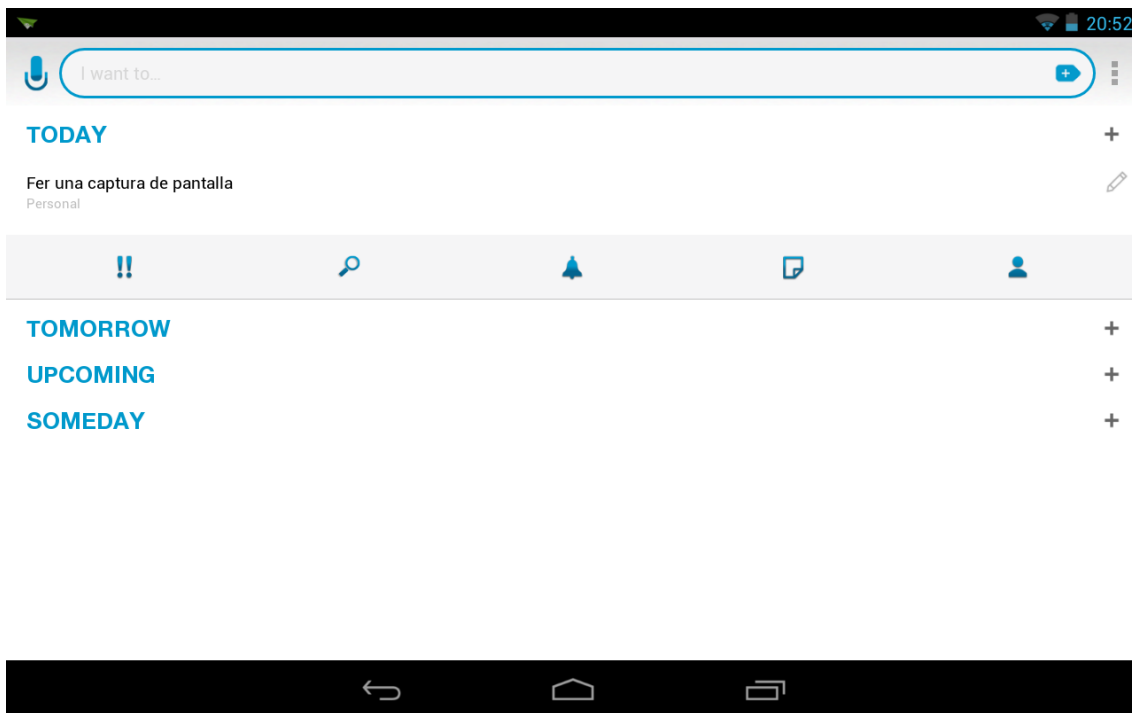 20:52
I want to...
TODAY
Fer una captura de pantalla
Personal
TOMORROW
UPCOMING
SOMEDAY